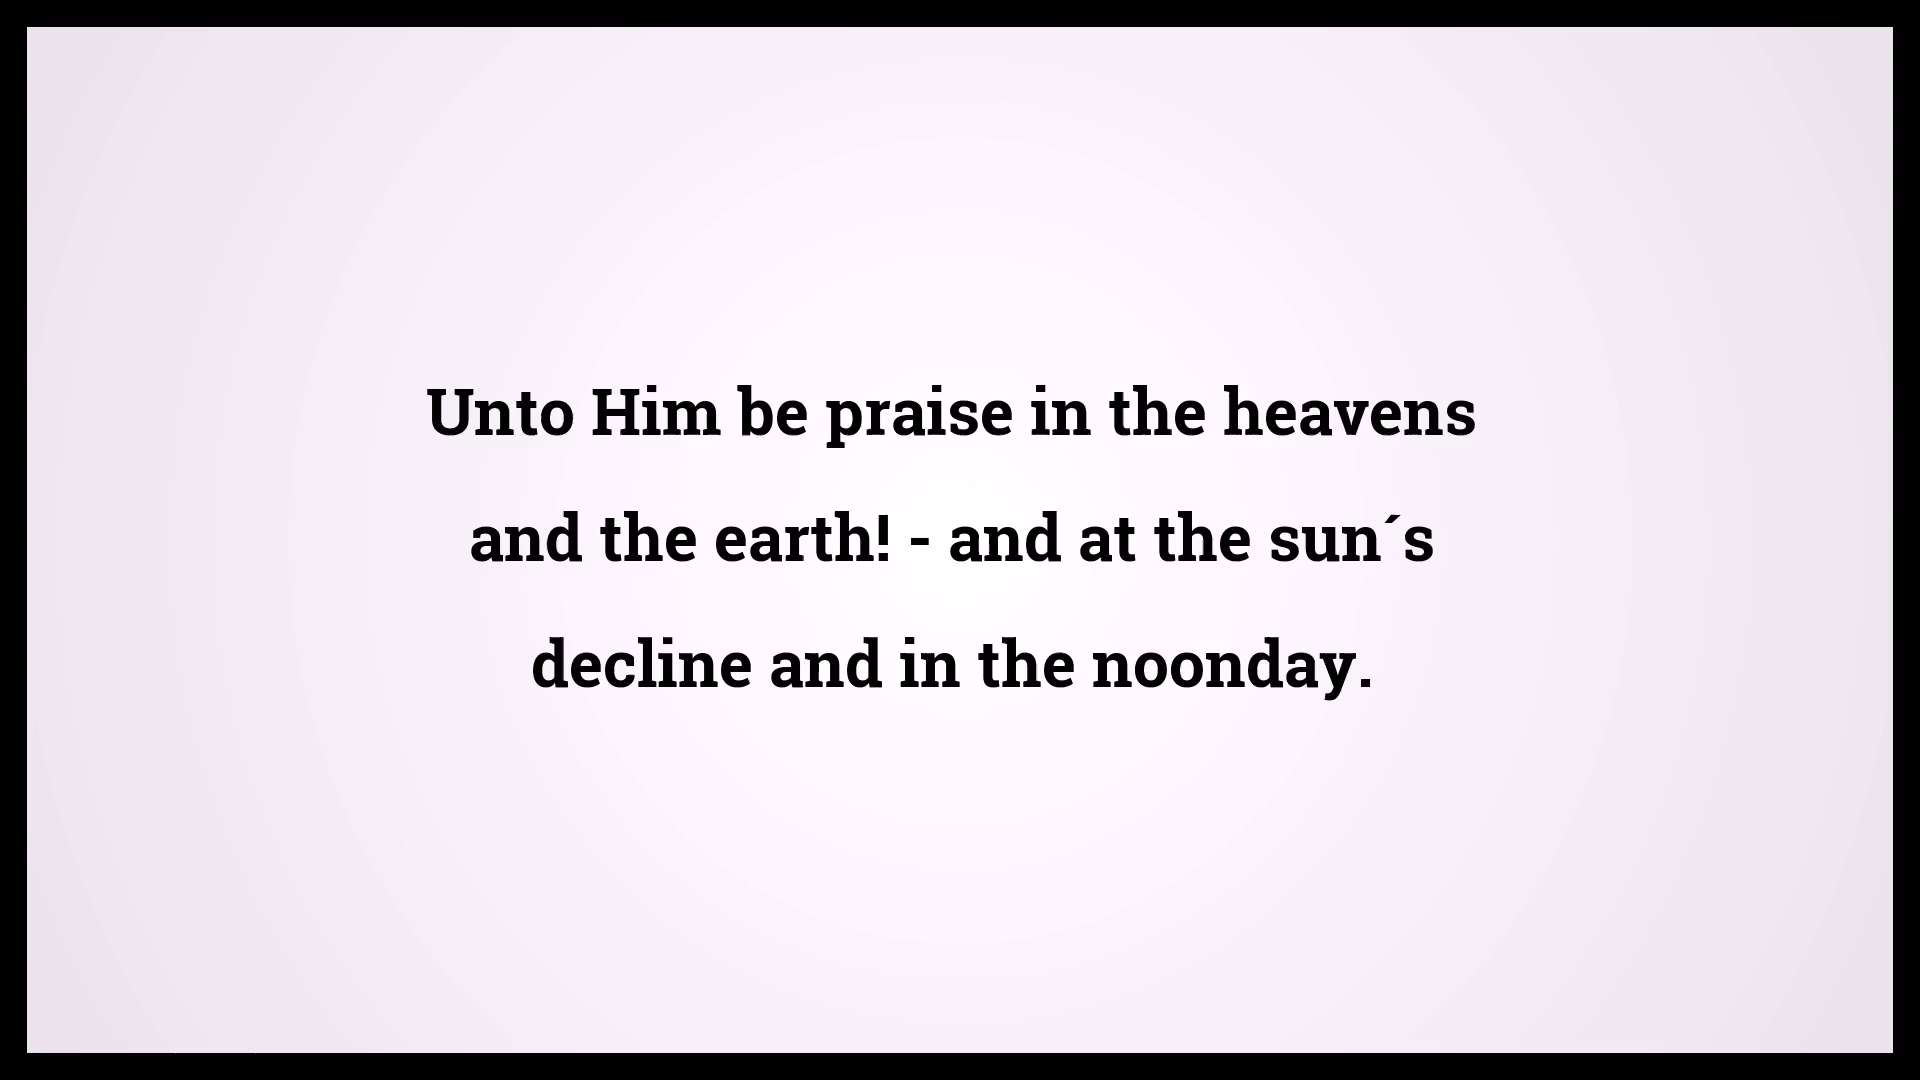 Unto Him be praise in the heavens
and the earth! - and at the sun´s
decline and in the noonday.